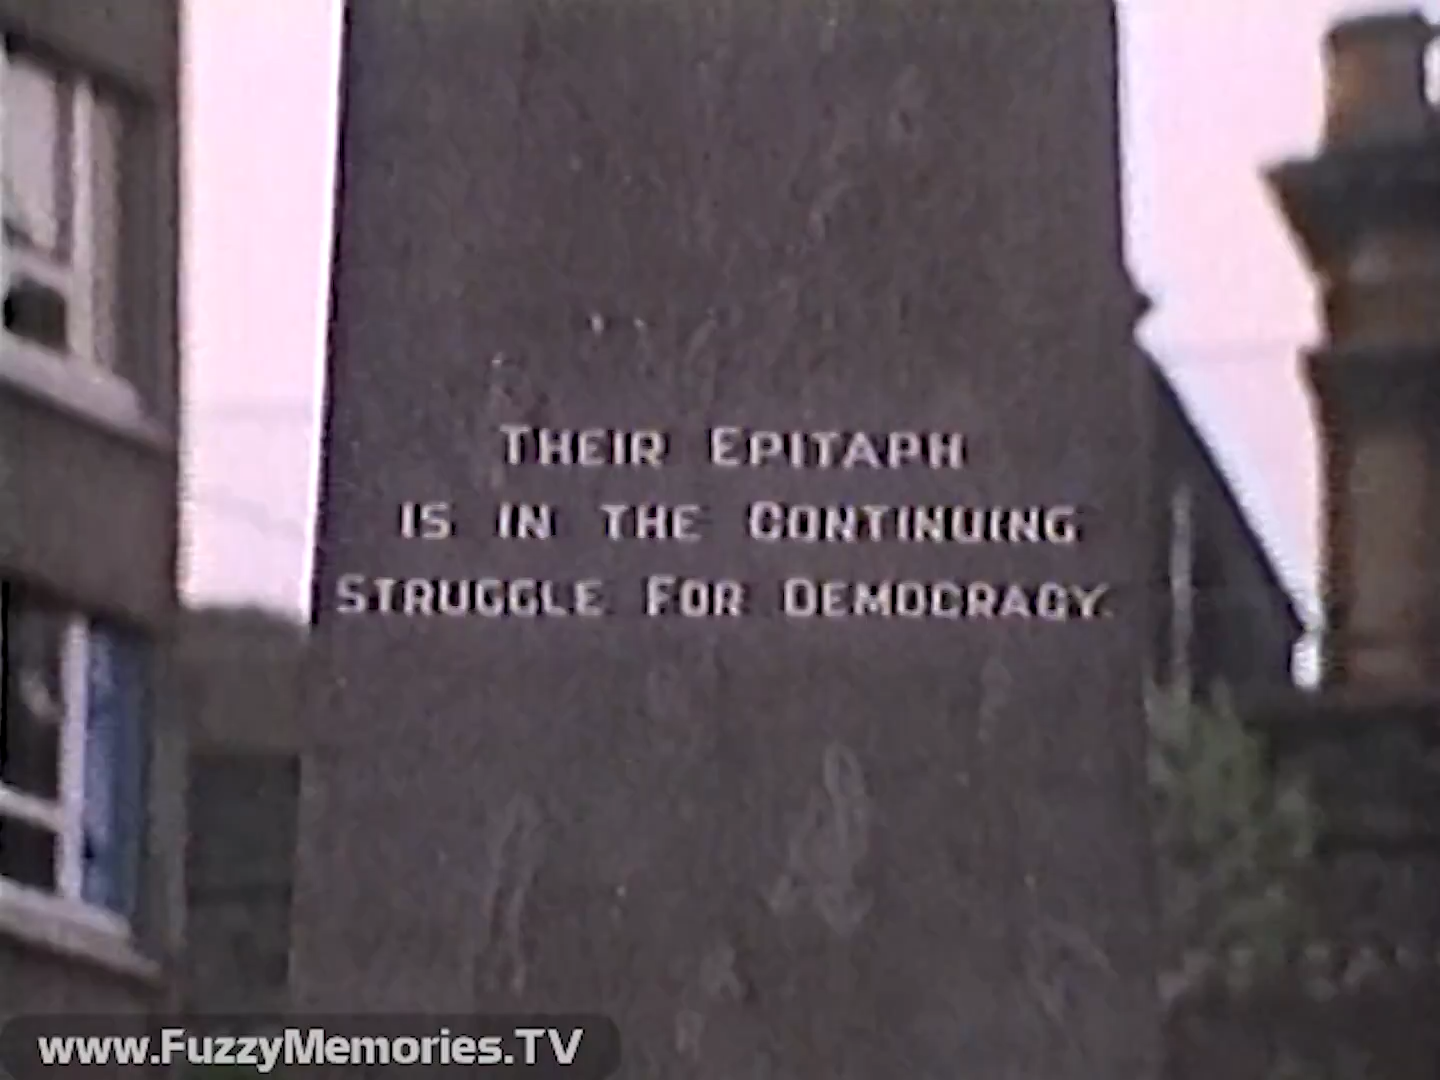 THEIR EPITAPH
IS IN THE CONTINUING
STRUGGLE FOR DEMOCRACY.
www.FuzzyMemories.TV